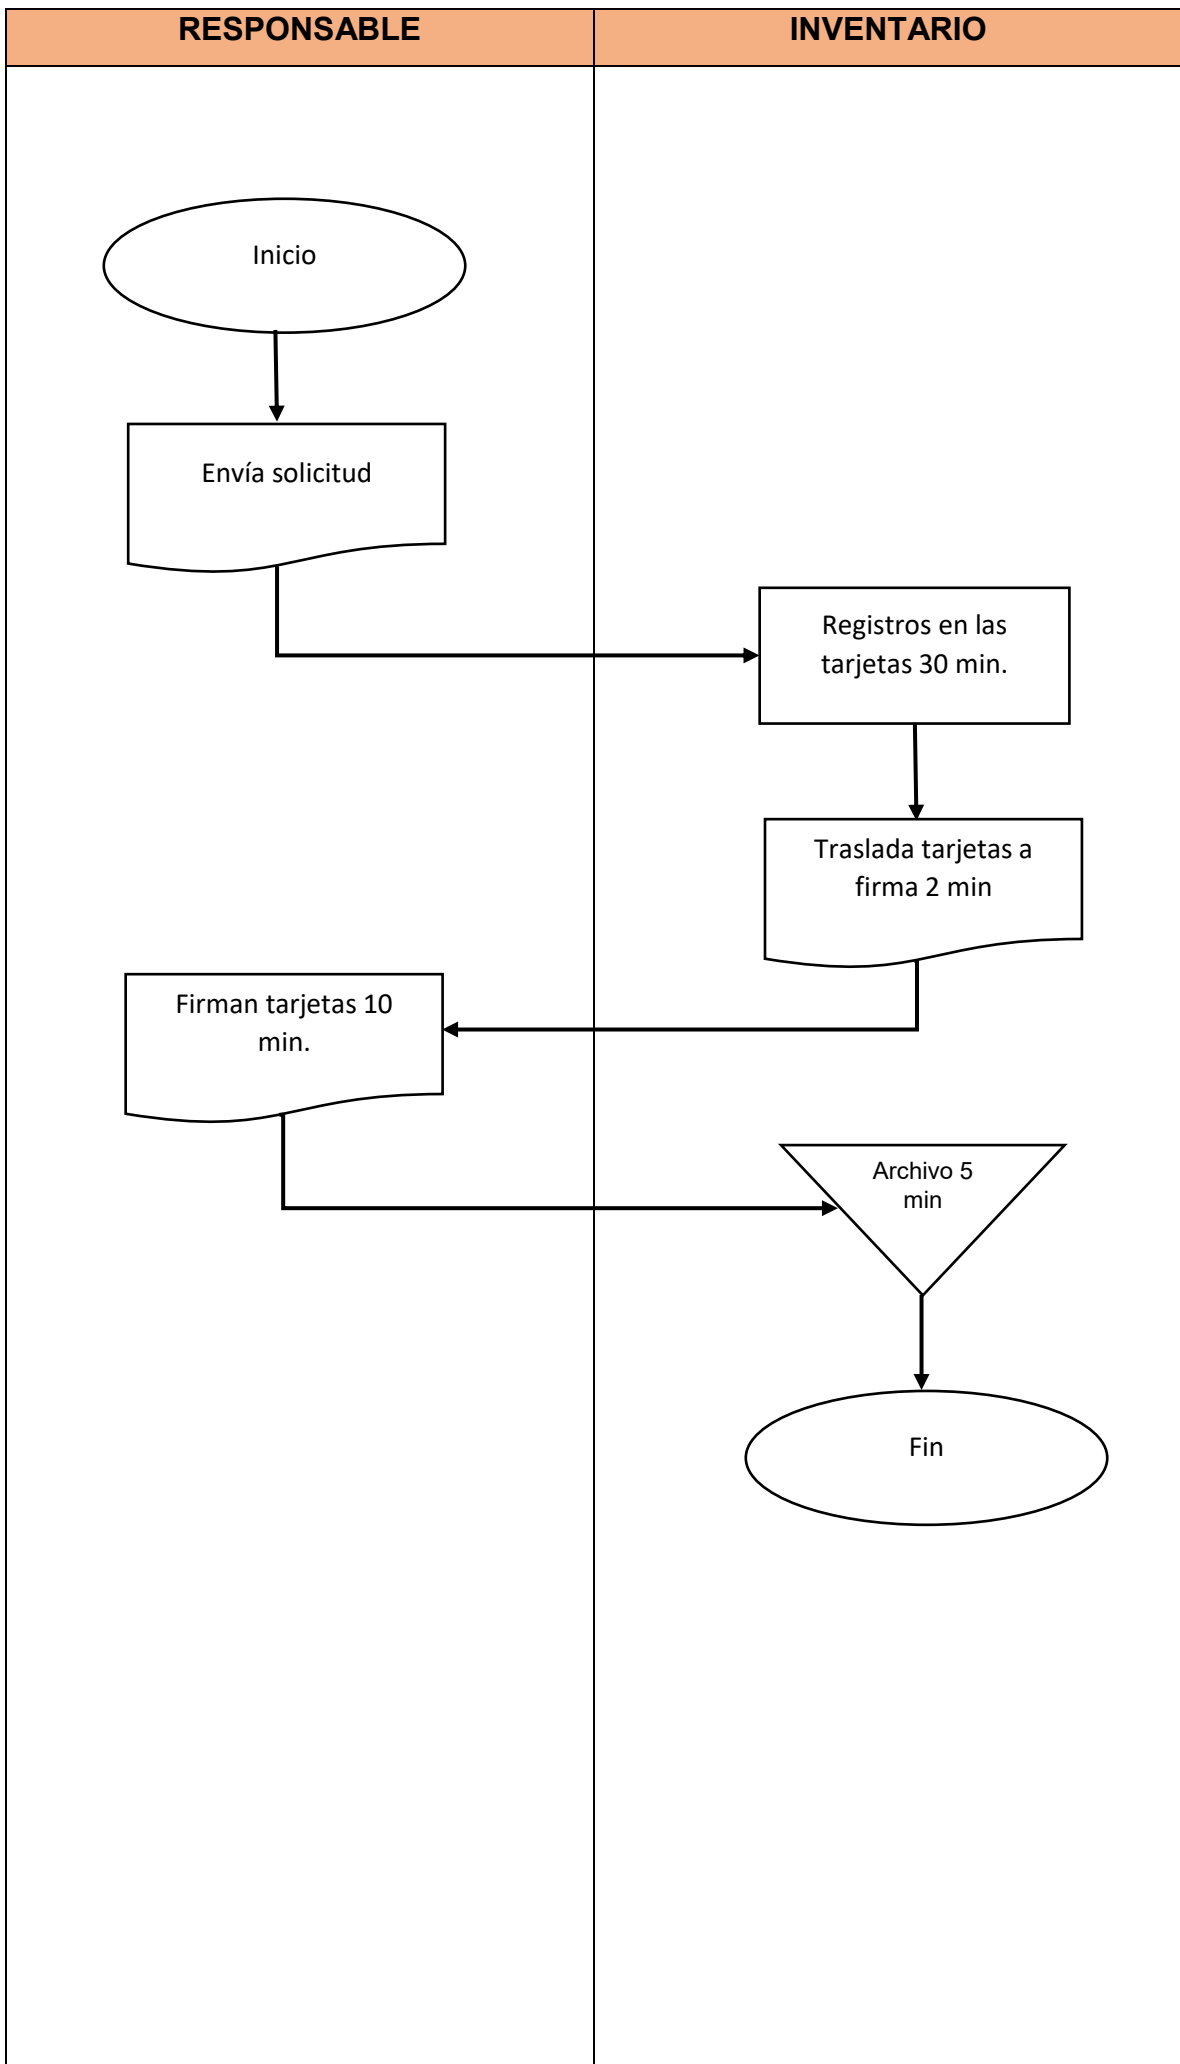 RESPONSABLE
INVENTARIO
Inicio
Envía solicitud
Registros en las
tarjetas 30 min.
Traslada tarjetas a
firma 2 min
Firman tarjetas 10
min.
Archivo 5
min
Fin